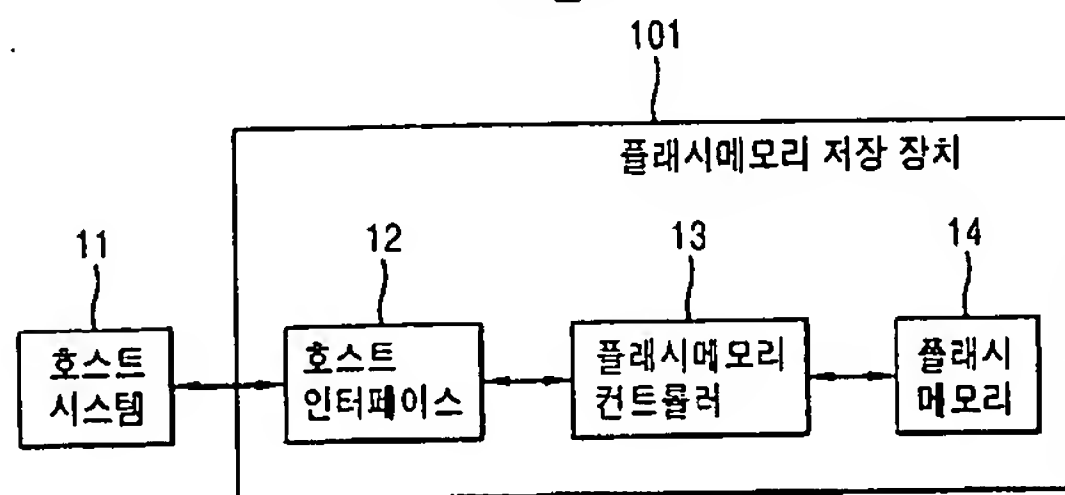 101
플래시메모리 저장 장치
11
12
13
14
호스트
시스템
호스트
인터페이스
플래시메모리
컨트롤러
플래시
메모리